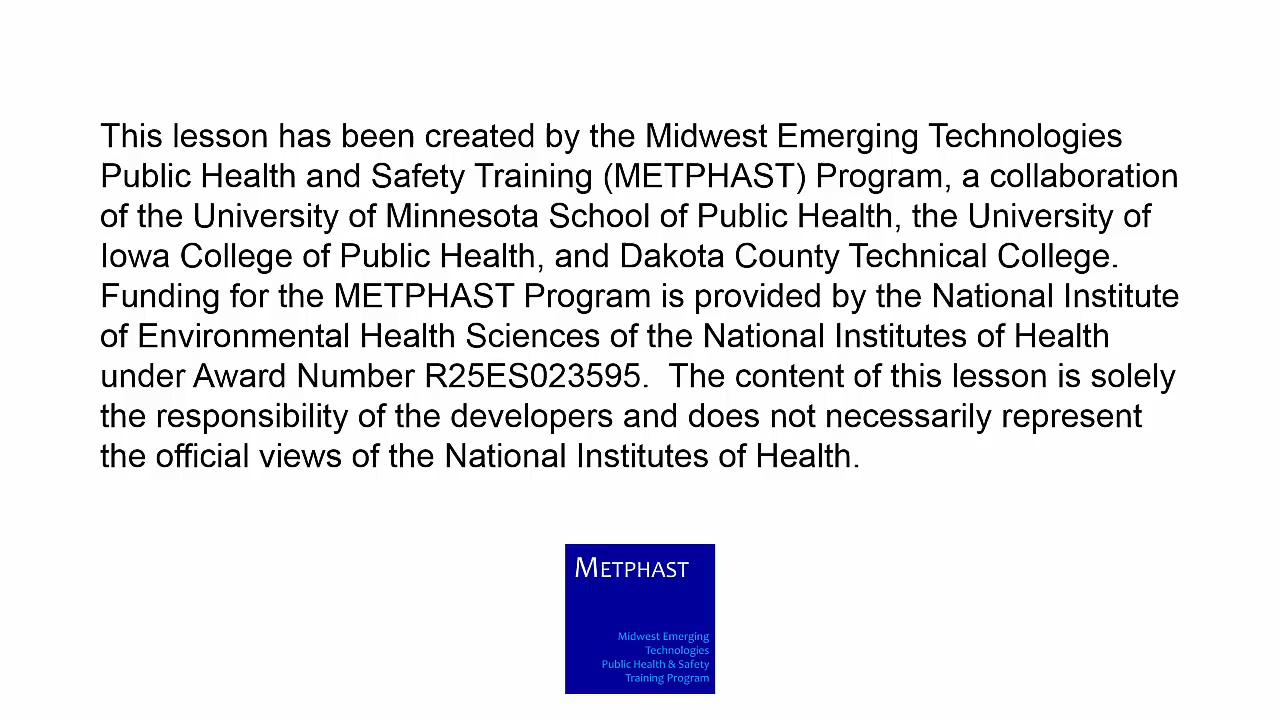 This lesson has been created by the Midwest Emerging Technologies
Public Health and Safety Training (METPHAST) Program, a collaboration
of the University of Minnesota School of Public Health, the University of
Iowa College of Public Health, and Dakota County Technical College.
Funding for the METPHAST Program is provided by the National Institute
of Environmental Health Sciences of the National Institutes of Health
under Award Number R25ES023595.  The content of this lesson is solely
the responsibility of the developers and does not necessarily represent
the official views of the National Institutes of Health.
METPHAST
Midwest Emerging
Technologies
Public Health & Safety
Training Program